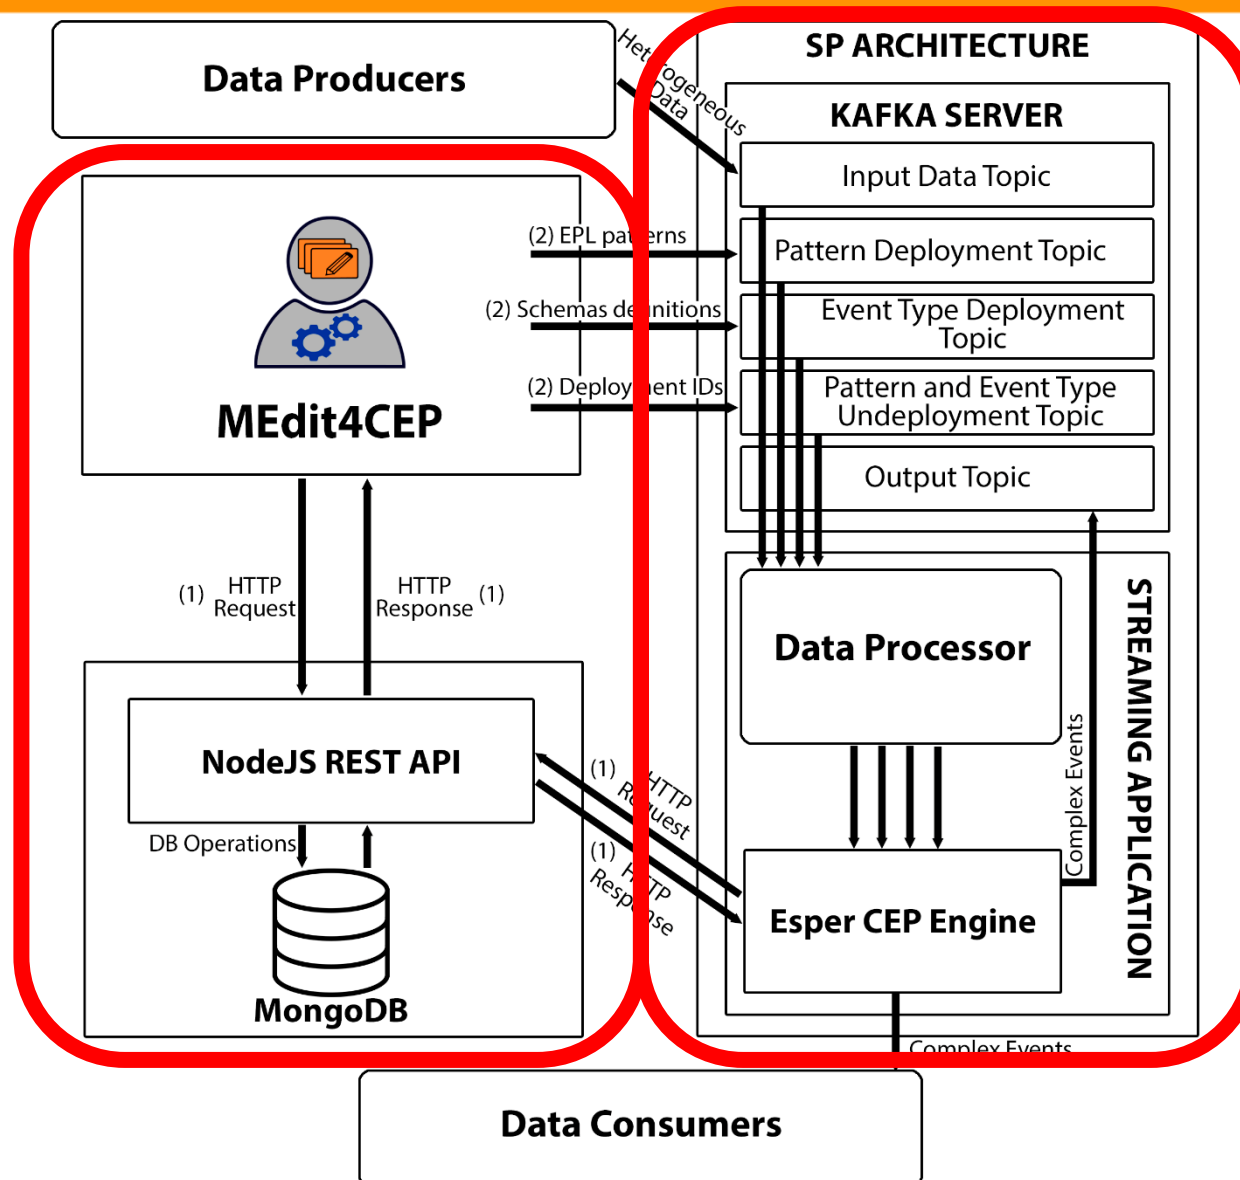 Data Producers
Heterogeneous
Data
SP ARCHITECTURE
KAFKA SERVER
Input Data Topic
Pattern Deployment Topic
Event Type Deployment
Topic
Pattern and Event Type
Undeployment Topic
Output Topic
(2) EPL patterns
(2) Schemas definitions
(2) Deployment IDs
MEdit4CEP
(1) HTTP
Request
HTTP
Response (1)
NodeJS REST API
DB Operations
MongoDB
(1) HTTP
Request
(1) HTTP
Response
Data Processor
STREAMING APPLICATION
Complex Events
Esper CEP Engine
Complex Events
Data Consumers